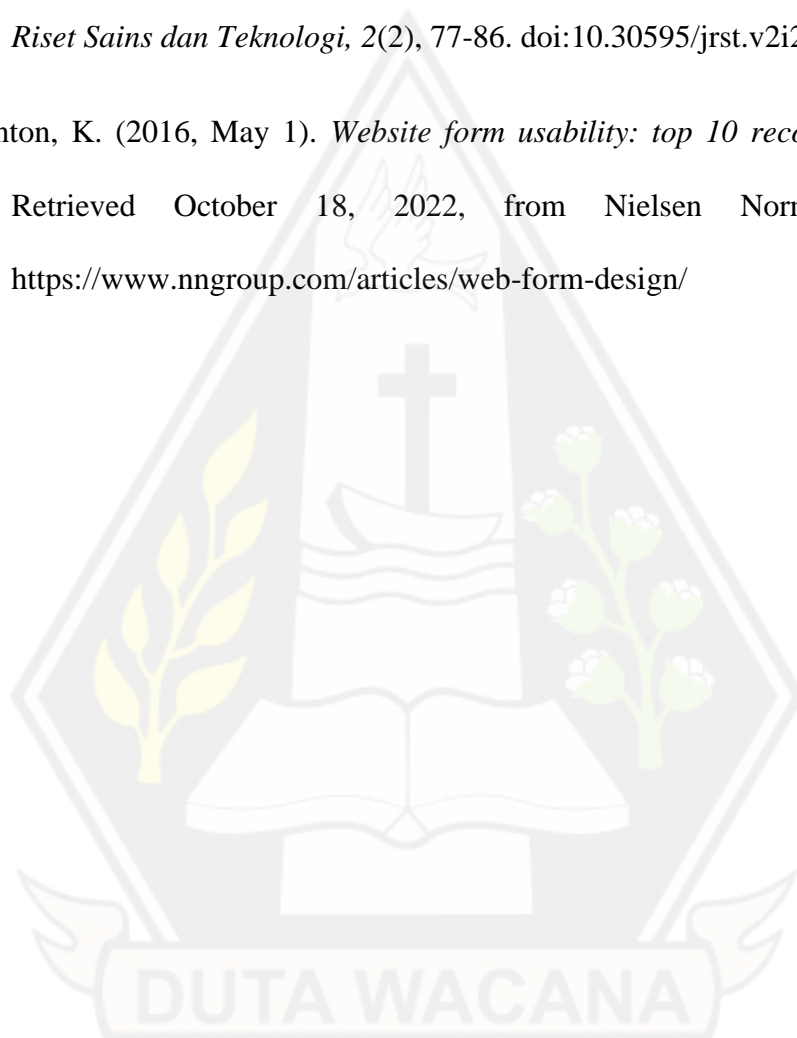 Riset Sains dan Teknologi, 2(2), 77-86. doi:10.30595/jrst.v2i2
nton, K. (2016, May 1). Website form usability: top 10 reco
Retrieved October 18, 2022, from Nielsen Norr
https://www.nngroup.com/articles/web-form-design/
DUTA WACANA